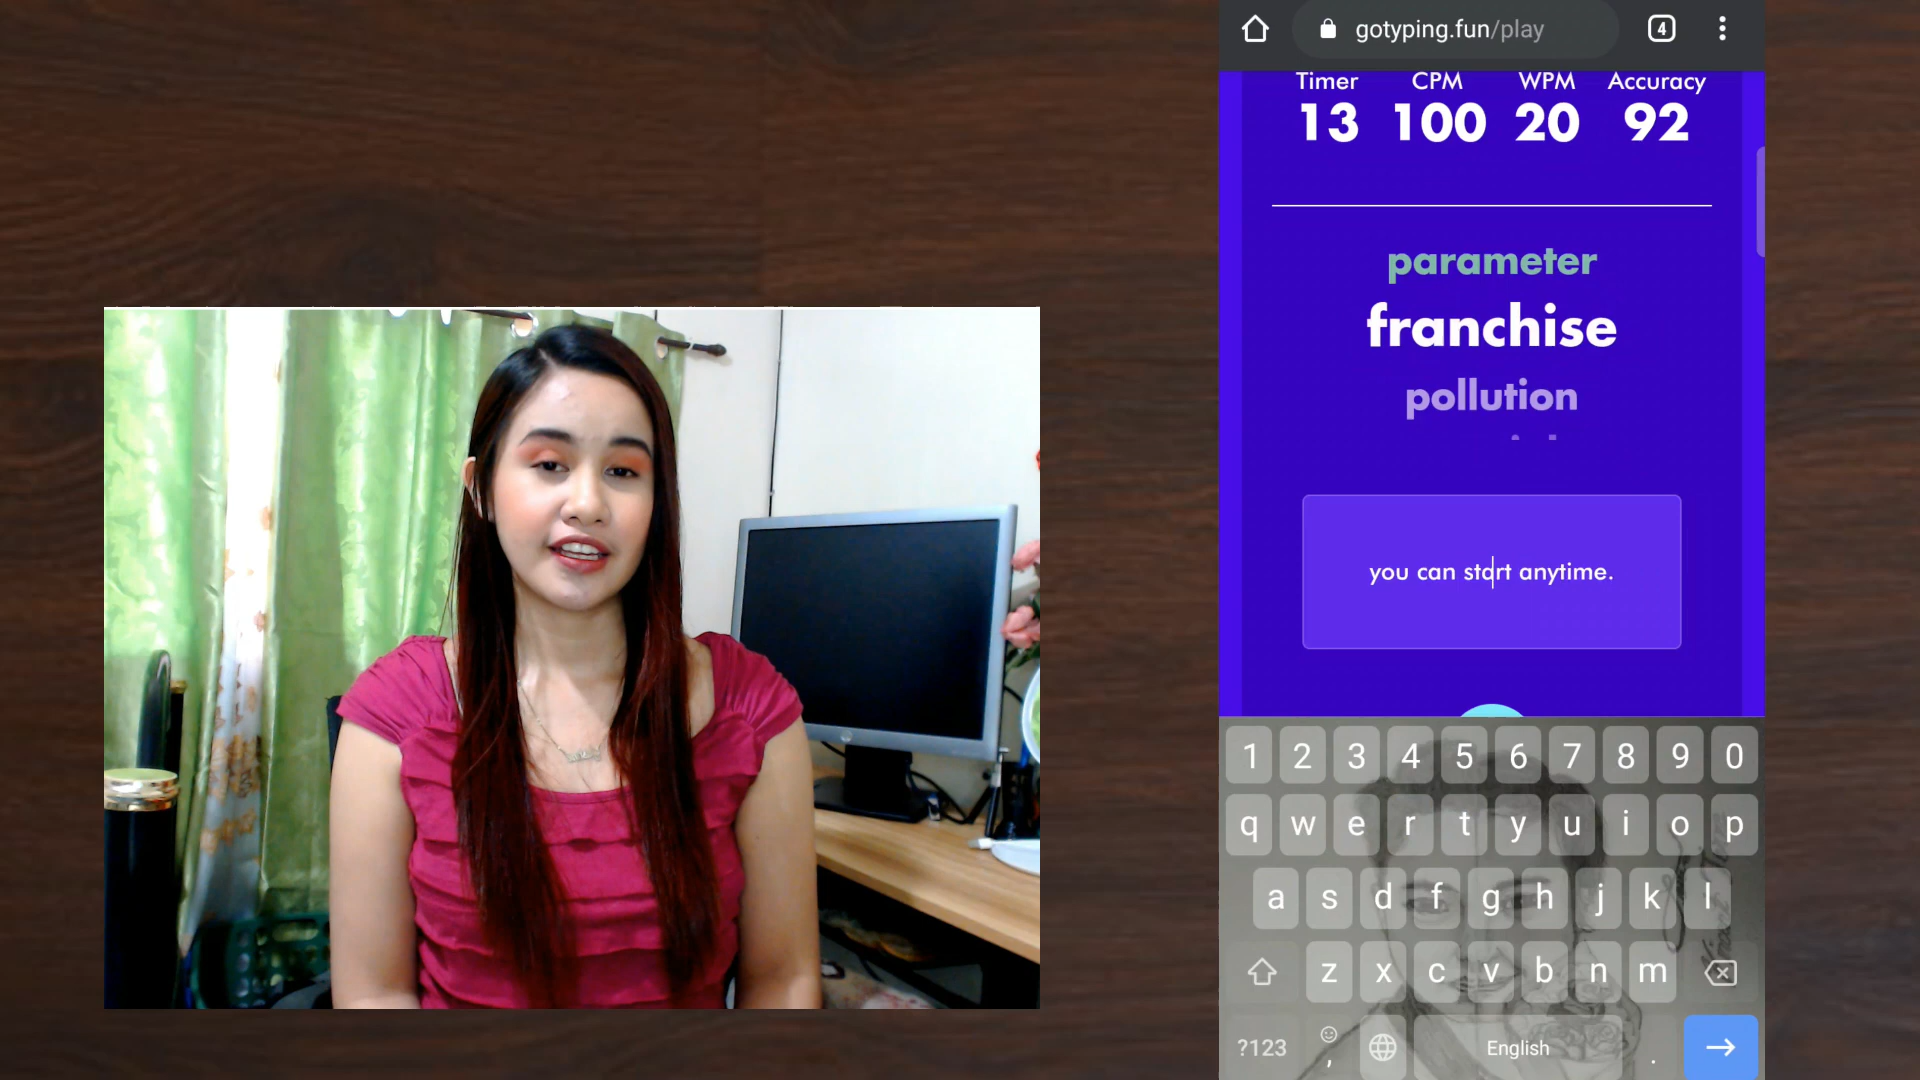 gotyping.fun/play
4
Timer CPM WPM Accuracy
13 100 20 92
parameter
franchise
pollution
you can start anytime.
1 2 3 4 5 6 7 8 9 0
q w e r t y u i o p
a s d f g h j k l
z x c v b n m
?123 , English .